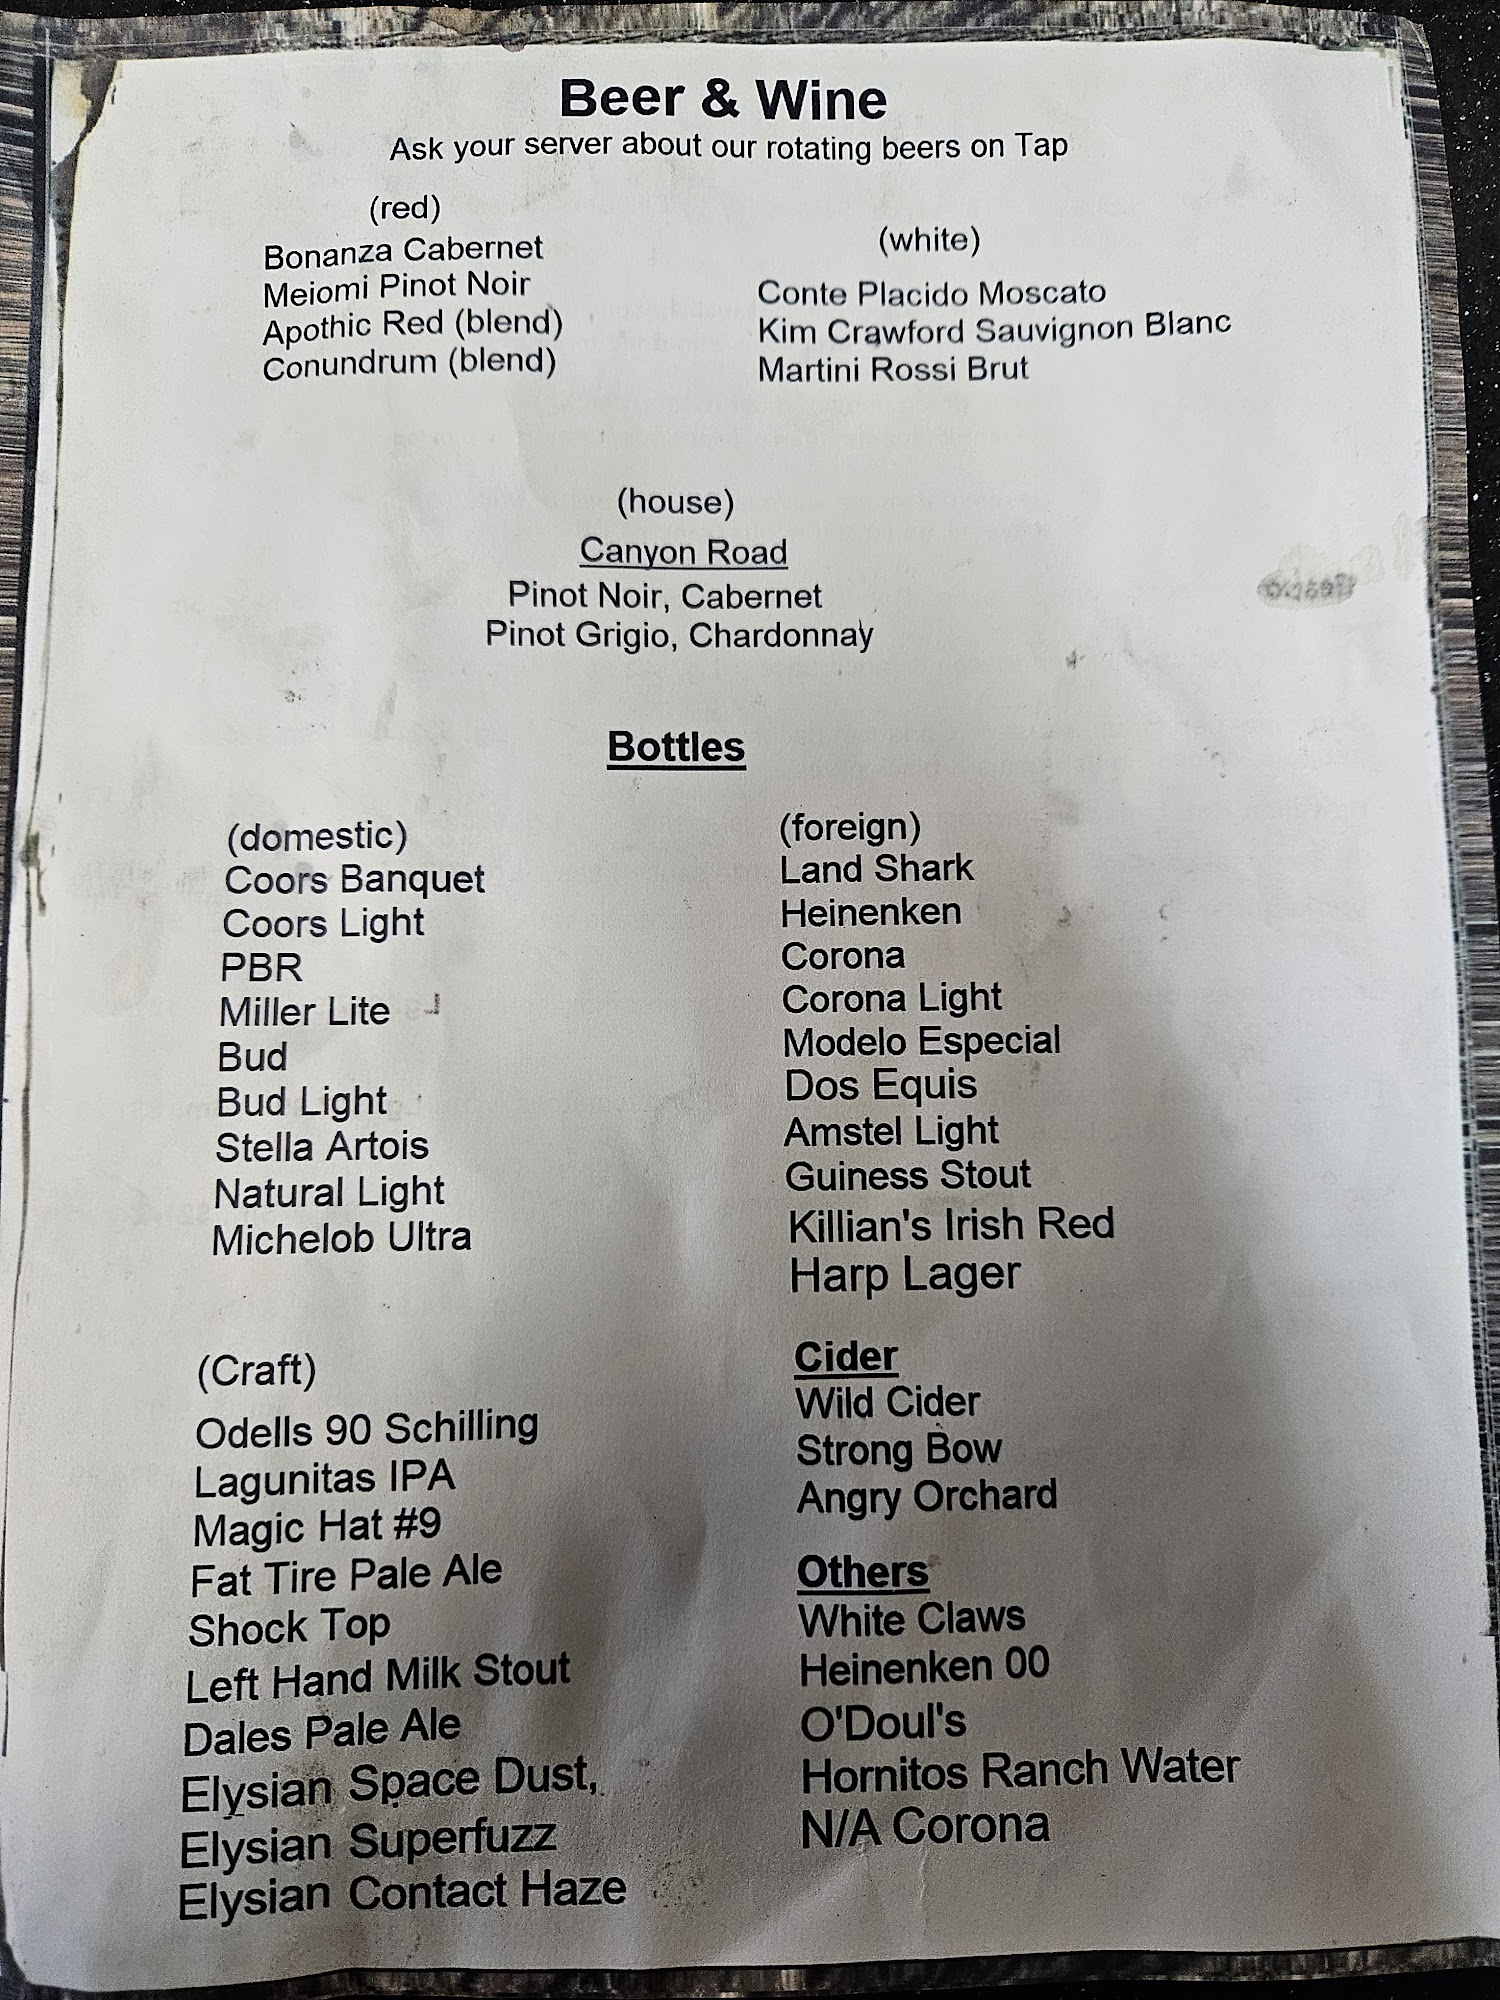 Beer & Wine
Ask your server about our rotating beers on Tap
(red)
Bonanza Cabernet
Meiomi Pinot Noir
Apothic Red (blend)
Conundrum (blend)
(white)
Conte Placido Moscato
Kim Crawford Sauvignon Blanc
Martini Rossi Brut
(house)
Canyon Road
Pinot Noir, Cabernet
Pinot Grigio, Chardonnay
Bottles
(domestic)
Coors Banquet
Coors Light
PBR
Miller Lite
Bud
Bud Light
Stella Artois
Natural Light
Michelob Ultra
(foreign)
Land Shark
Heinenken
Corona
Corona Light
Modelo Especial
Dos Equis
Amstel Light
Guiness Stout
Killian's Irish Red
Harp Lager
(Craft)
Odells 90 Schilling
Lagunitas IPA
Magic Hat #9
Fat Tire Pale Ale
Shock Top
Left Hand Milk Stout
Dales Pale Ale
Elysian Space Dust,
Elysian Superfuzz
Elysian Contact Haze
Cider
Wild Cider
Strong Bow
Angry Orchard
Others
White Claws
Heinenken 00
O'Doul's
Hornitos Ranch Water
N/A Corona